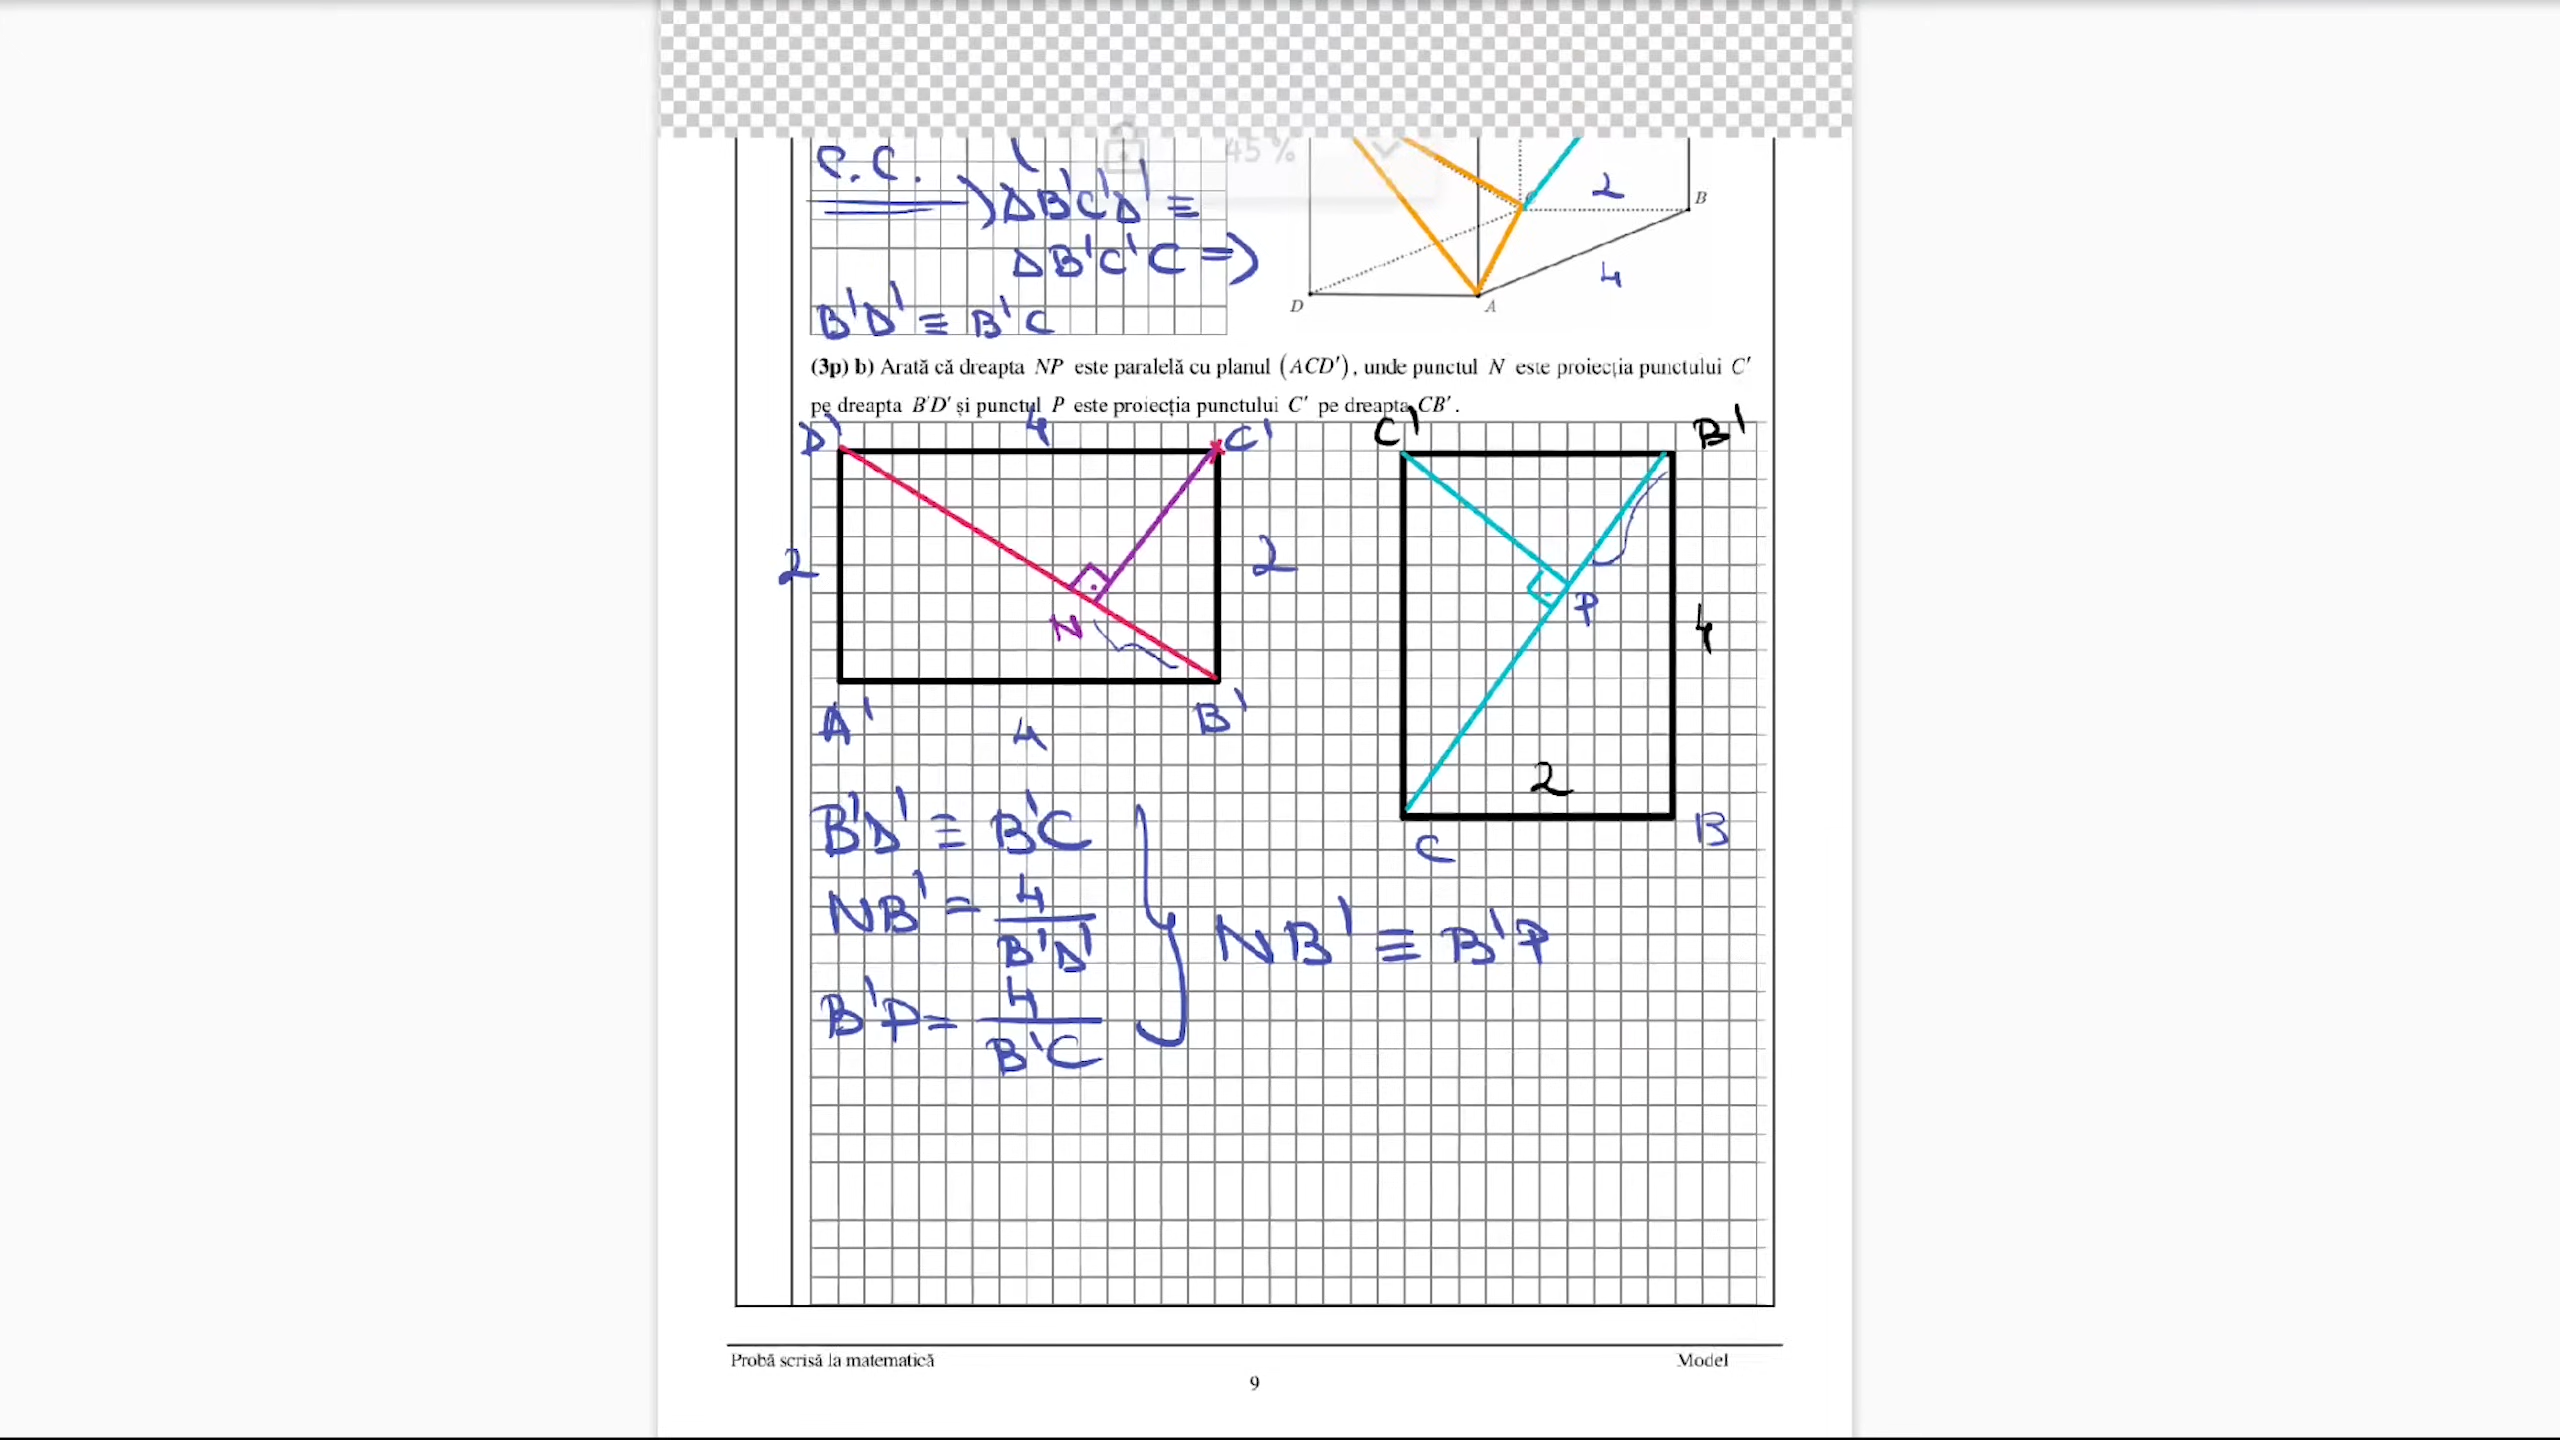 45 %
C.C.
⟩ΔB'C'D' ≡
ΔB'C'C ⇒⟩
B'D' ≡ B'C
2
B
4
D
A
(3p) b) Arată că dreapta NP este paralelă cu planul (ACD'), unde punctul N este proiecția punctului C'
pe dreapta B'D' și punctul P este proiecția punctului C' pe dreapta CB'.
D' 4 C'
2 2
N
A' 4 B'
C' B'
P
4
2
C B
B'D' ≡ B'C
NB' = 4/B'D'
B'P = 4/B'C
NB' ≡ B'P
Probă scrisă la matematică
Model
9